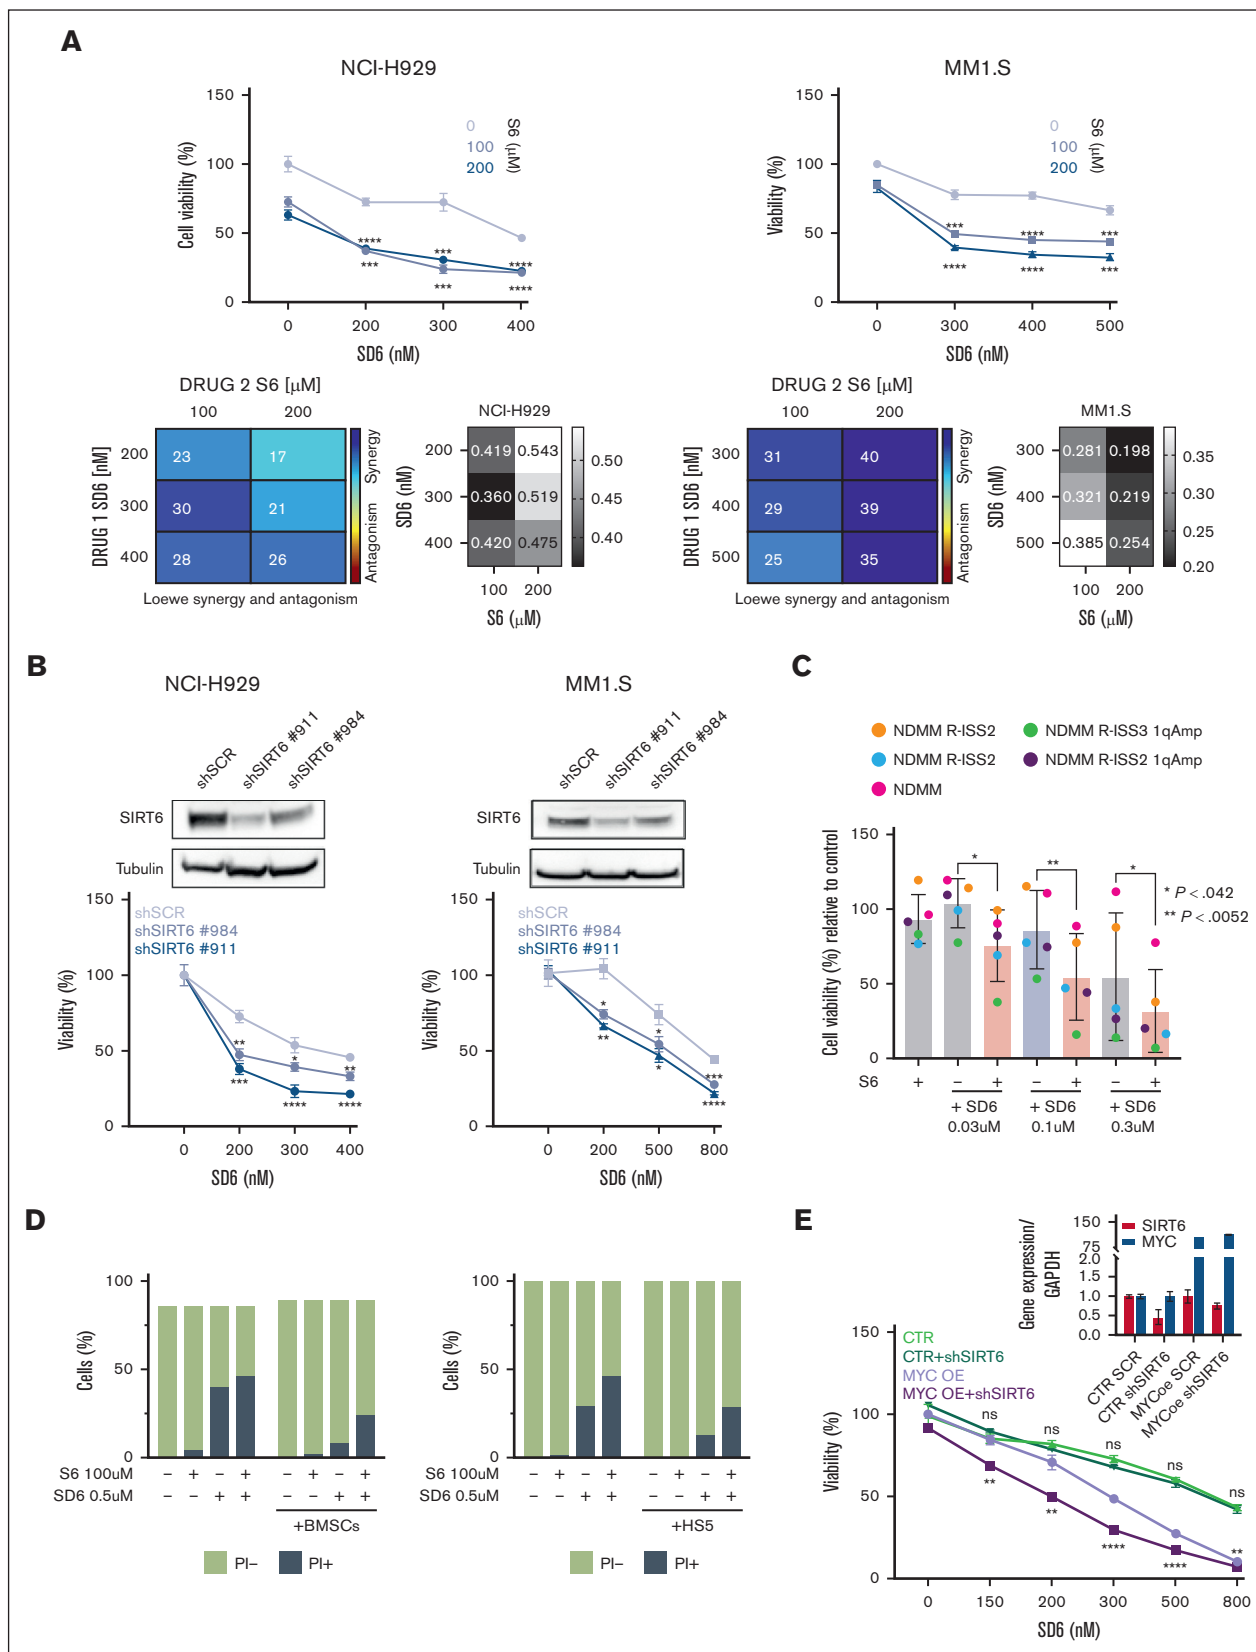 A
NCI-H929
Cell viability (%)
150
100
50
0
0
100
200
S6 (μM)
****
***
***
***
****
****
0 200 300 400
SD6 (nM)
MM1.S
Viability (%)
150
100
50
0
0
100
200
S6 (μM)
***
****
***
****
****
***
0 300 400 500
SD6 (nM)
DRUG 2 S6 [μM]
100 200
DRUG 1 SD6 [nM]
200 23 17
300 30 21
400 28 26
Antagonism Synergy
Loewe synergy and antagonism
NCI-H929
SD6 (nM)
200 0.419 0.543
300 0.360 0.519
400 0.420 0.475
0.50
0.45
0.40
100 200
S6 (μM)
DRUG 2 S6 [μM]
100 200
DRUG 1 SD6 [nM]
300 31 40
400 29 39
500 25 35
Antagonism Synergy
Loewe synergy and antagonism
MM1.S
SD6 (nM)
300 0.281 0.198
400 0.321 0.219
500 0.385 0.254
0.35
0.30
0.25
0.20
100 200
S6 (μM)
B
NCI-H929
shSCR
shSIRT6 #911
shSIRT6 #984
SIRT6
Tubulin
Viability (%)
150
100
50
0
shSCR
shSIRT6 #984
shSIRT6 #911
**
*
**
***
****
****
0 200 300 400
SD6 (nM)
MM1.S
shSCR
shSIRT6 #911
shSIRT6 #984
SIRT6
Tubulin
Viability (%)
150
100
50
0
shSCR
shSIRT6 #984
shSIRT6 #911
*
*
***
**
*
****
0 200 500 800
SD6 (nM)
C
NDMM R-ISS2
NDMM R-ISS3 1qAmp
NDMM R-ISS2
NDMM R-ISS2 1qAmp
NDMM
Cell viability (%) relative to control
150
100
50
0
*
**
*
* P < .042
** P < .0052
S6 + − + − + − +
+ SD6 + SD6 + SD6
0.03uM 0.1uM 0.3uM
D
Cells (%)
100
50
0
S6 100uM − + − + − + − +
SD6 0.5uM − − + + − − + +
+BMSCs
PI− PI+
Cells (%)
100
50
0
S6 100uM − + − + − + − +
SD6 0.5uM − − + + − − + +
+HS5
PI− PI+
E
Gene expression/
GAPDH
150
75
2.0
1.5
1.0
0.5
0.0
SIRT6
MYC
CTR SCR
CTR shSIRT6
MYCoe SCR
MYCoe shSIRT6
Viability (%)
150
100
50
0
CTR
CTR+shSIRT6
MYC OE
MYC OE+shSIRT6
ns
ns
ns
ns
ns
**
**
****
****
**
0 150 200 300 500 800
SD6 (nM)